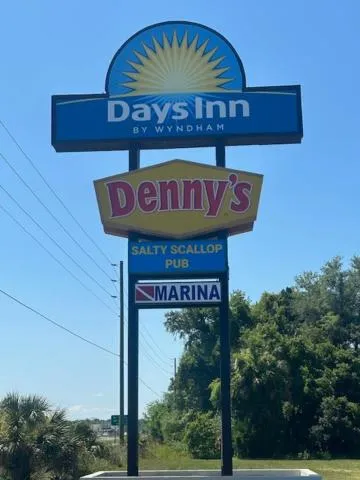 Days Inn
BY WYNDHAM
Denny's
SALTY SCALLOP
PUB
MARINA